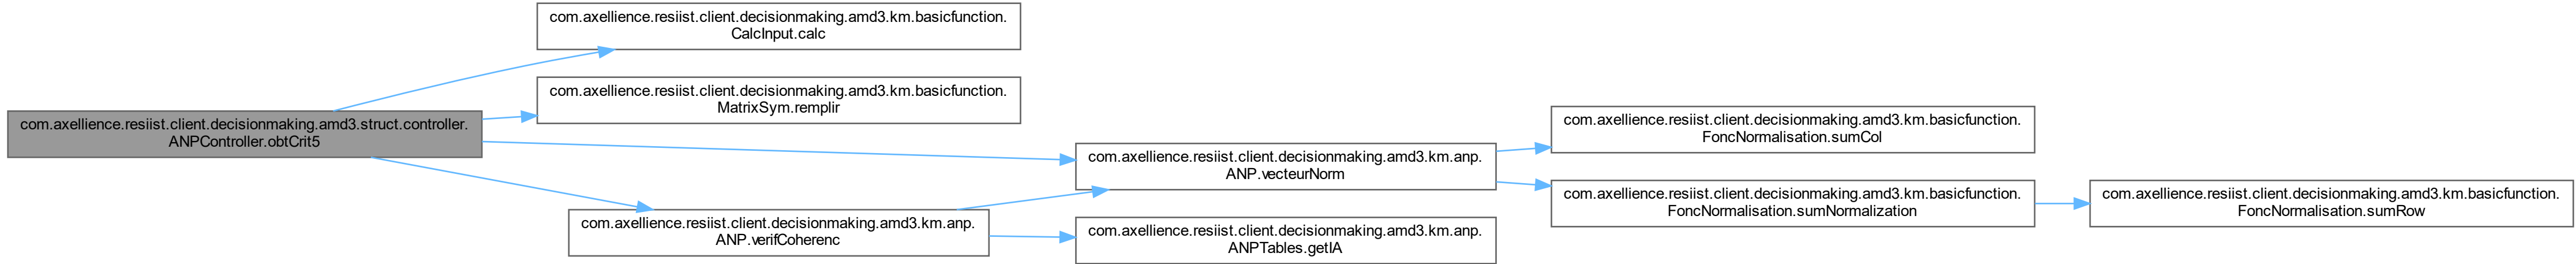 com.axellience.resiist.client.decisionmaking.amd3.struct.controller.
ANPController.obtCrit5
com.axellience.resiist.client.decisionmaking.amd3.km.basicfunction.
CalcInput.calc
com.axellience.resiist.client.decisionmaking.amd3.km.basicfunction.
MatrixSym.remplir
com.axellience.resiist.client.decisionmaking.amd3.km.anp.
ANP.verifCoherenc
com.axellience.resiist.client.decisionmaking.amd3.km.anp.
ANP.vecteurNorm
com.axellience.resiist.client.decisionmaking.amd3.km.anp.
ANPTables.getIA
com.axellience.resiist.client.decisionmaking.amd3.km.basicfunction.
FoncNormalisation.sumCol
com.axellience.resiist.client.decisionmaking.amd3.km.basicfunction.
FoncNormalisation.sumNormalization
com.axellience.resiist.client.decisionmaking.amd3.km.basicfunction.
FoncNormalisation.sumRow